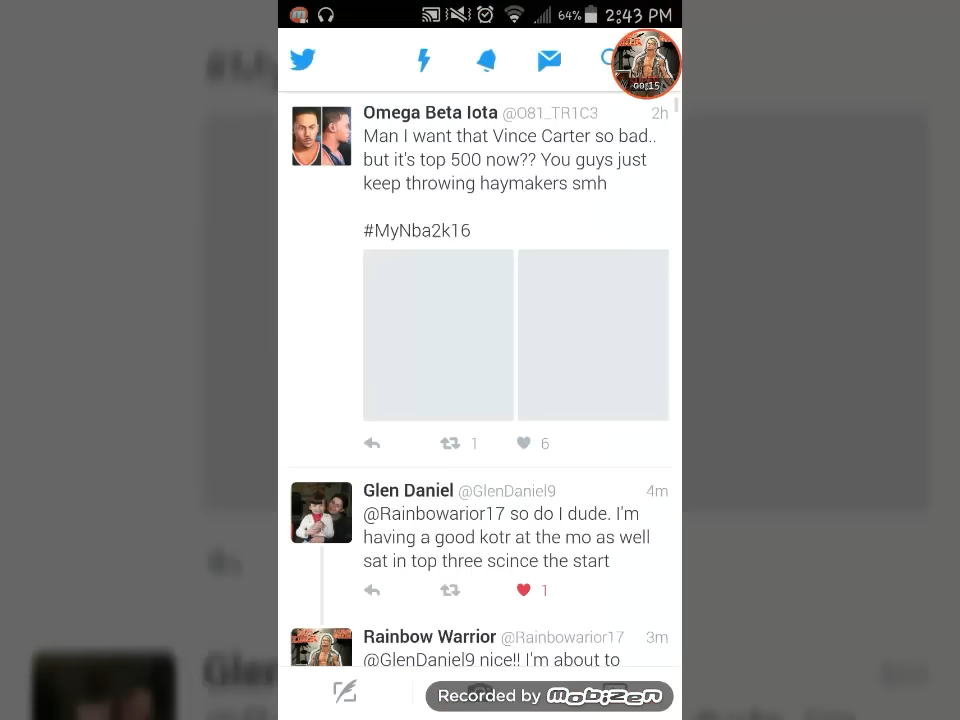 64% 2:43 PM
00:15
Omega Beta Iota @O81_TR1C3 2h
Man I want that Vince Carter so bad..
but it's top 500 now?? You guys just
keep throwing haymakers smh
#MyNba2k16
1 6
Glen Daniel @GlenDaniel9 4m
@Rainbowarior17 so do I dude. I'm
having a good kotr at the mo as well
sat in top three scince the start
1
Rainbow Warrior @Rainbowarior17 3m
@GlenDaniel9 nice!! I'm about to
Recorded by Mobizen